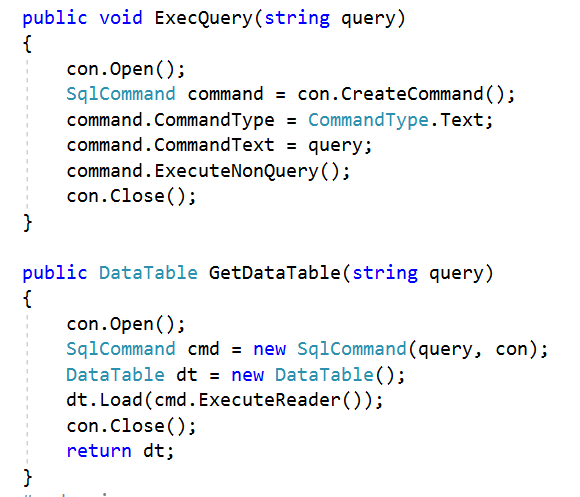 public void ExecQuery(string query)
{
con.Open();
SqlCommand command = con.CreateCommand();
command.CommandType = CommandType.Text;
command.CommandText = query;
command.ExecuteNonQuery();
con.Close();
}
public DataTable GetDataTable(string query)
{
con.Open();
SqlCommand cmd = new SqlCommand(query, con);
DataTable dt = new DataTable();
dt.Load(cmd.ExecuteReader());
con.Close();
return dt;
}